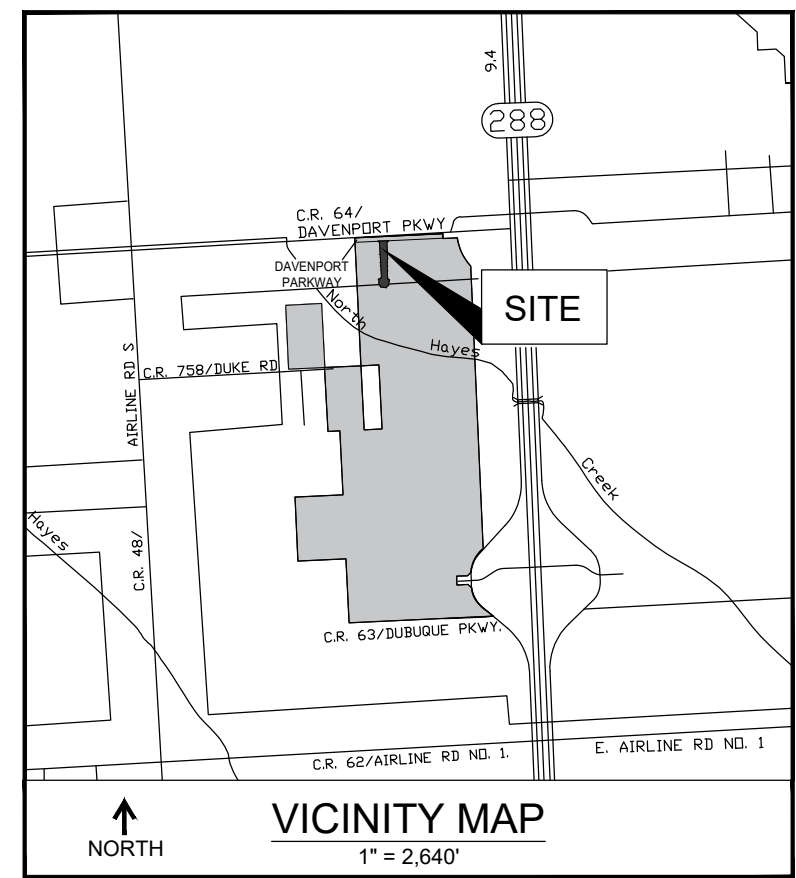 9.4
288
C.R. 64/
DAVENPORT PKWY
DAVENPORT
PARKWAY
North
Hayes
SITE
C.R. 758/DUKE RD
AIRLINE RD S
C.R. 48/
Hayes
Creek
C.R. 63/DUBUQUE PKWY.
C.R. 62/AIRLINE RD NO. 1.
E. AIRLINE RD NO. 1
NORTH
VICINITY MAP
1" = 2,640'